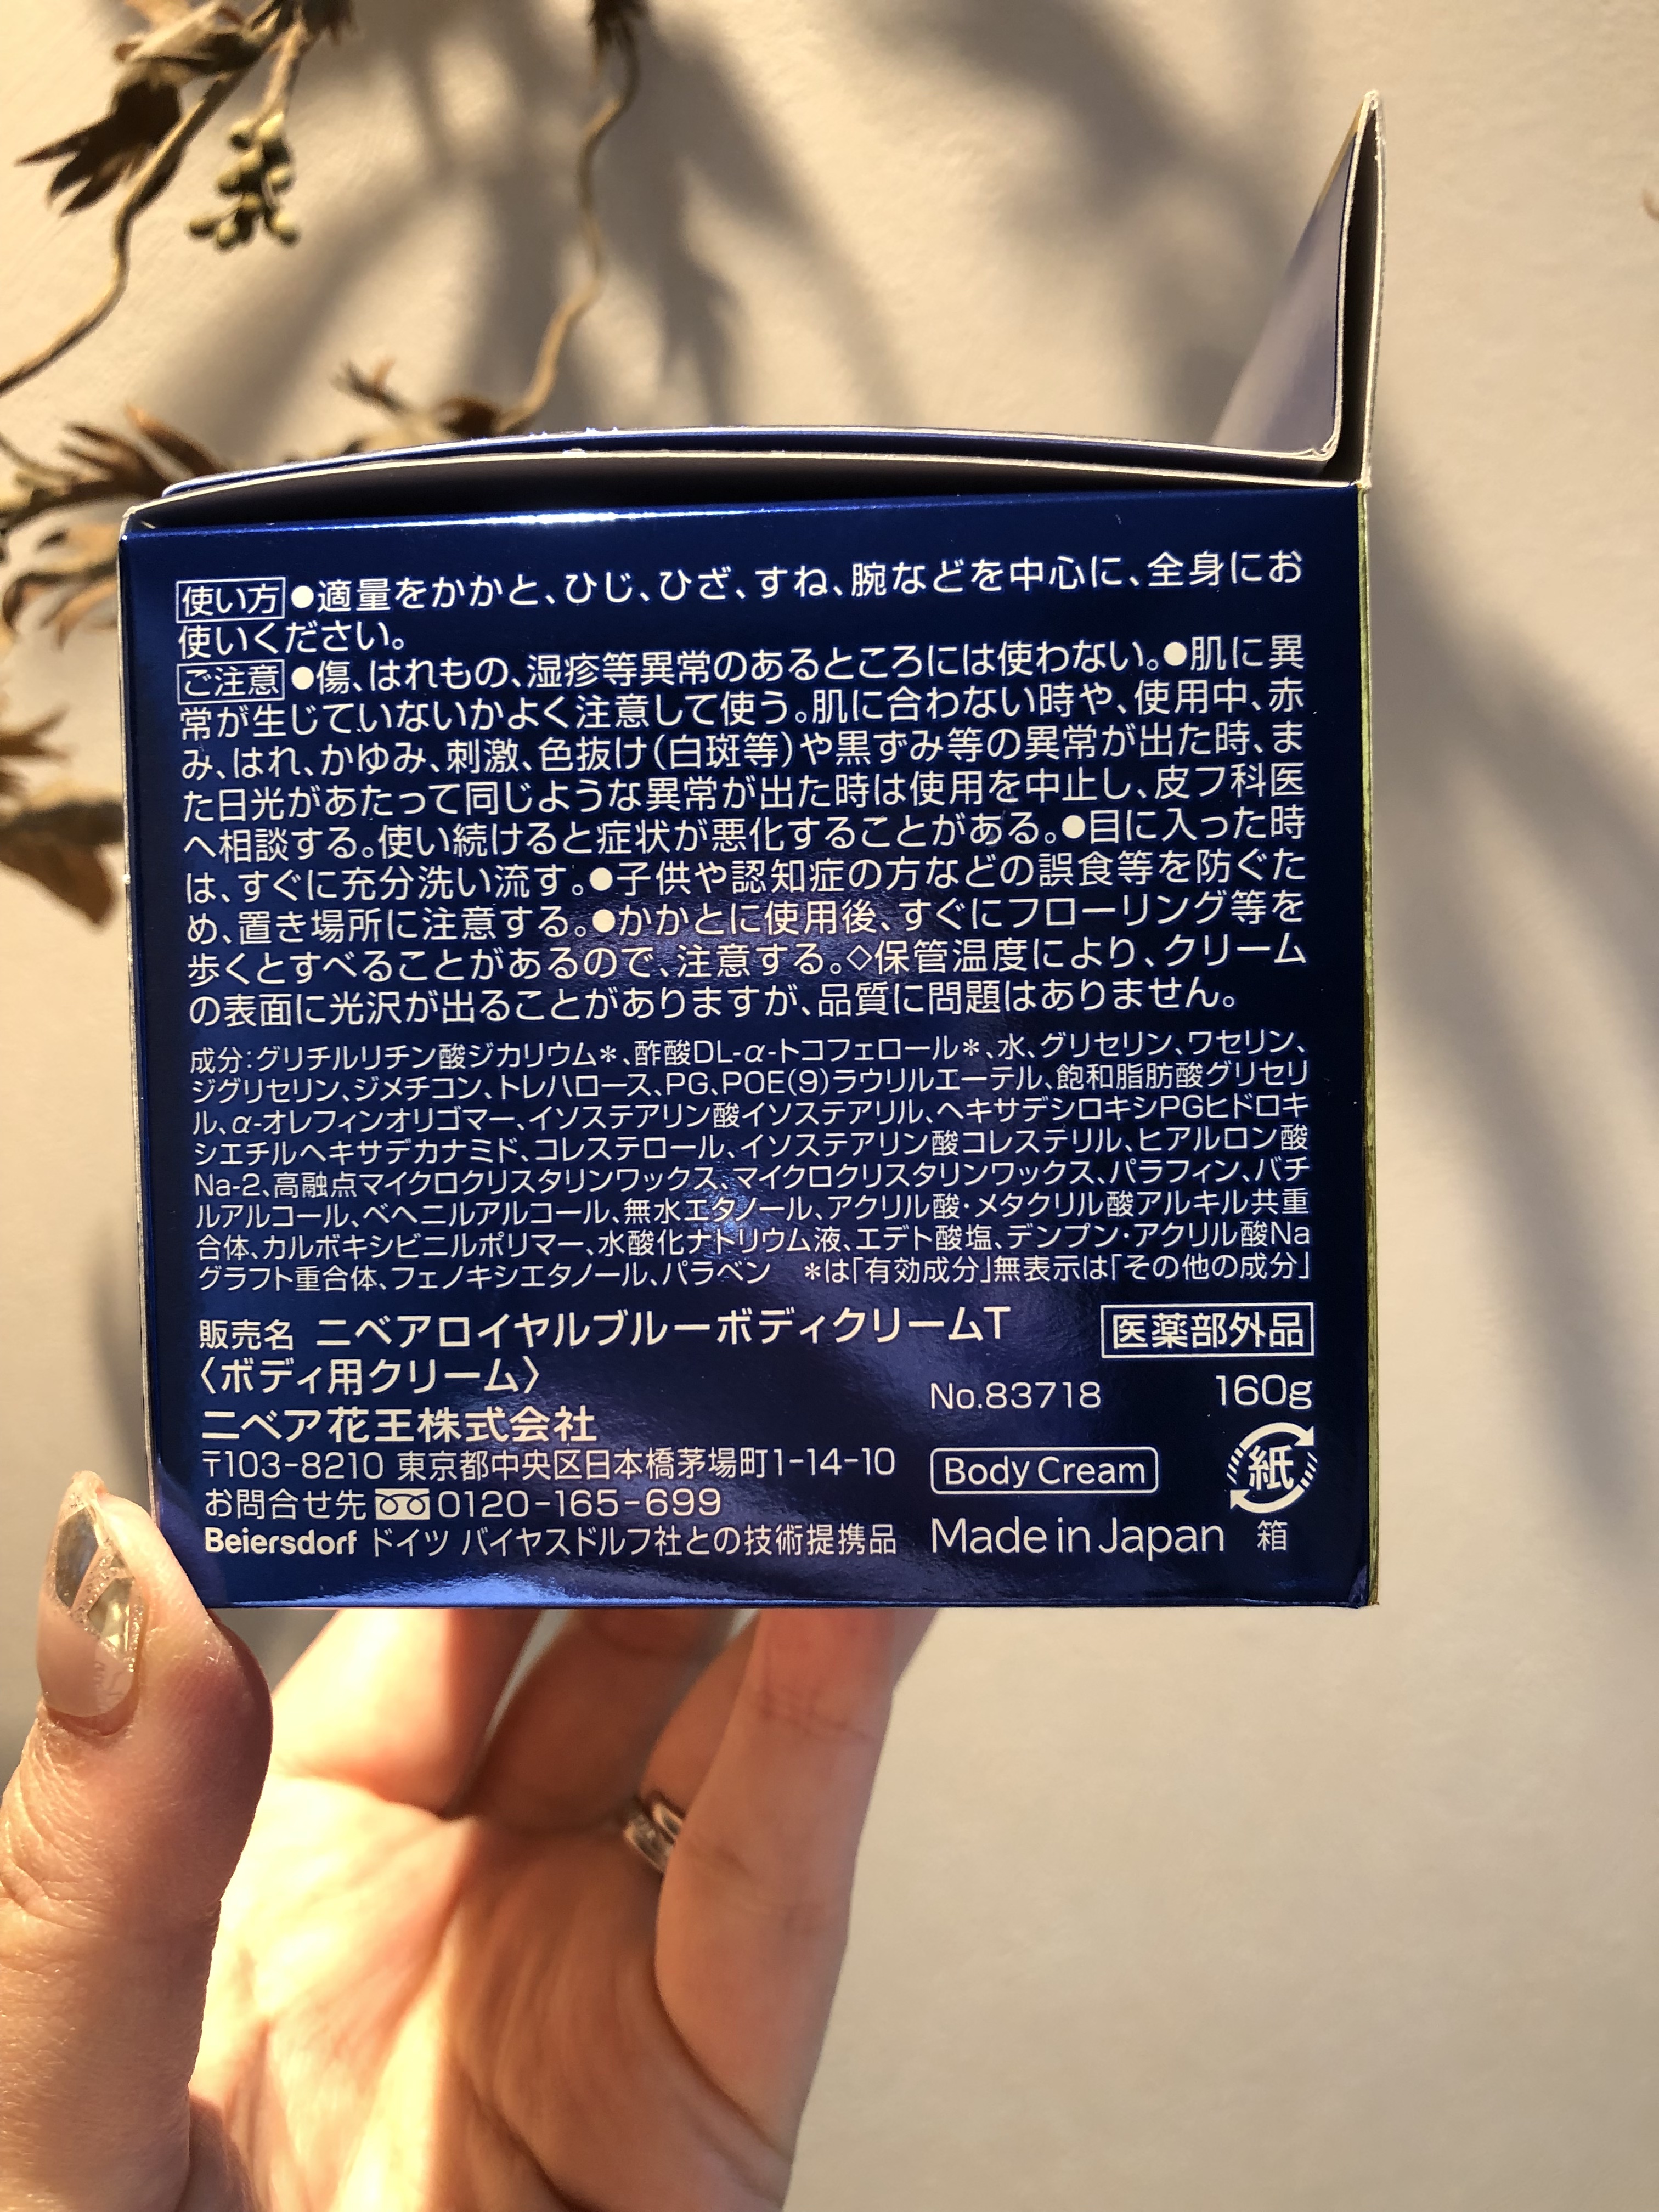 使い方 ●適量をかかと、ひじ、ひざ、すね、腕などを中心に、全身にお
使いください。
ご注意 ●傷、はれもの、湿疹等異常のあるところには使わない。●肌に異
常が生じていないかよく注意して使う。肌に合わない時や、使用中、赤
み、はれ、かゆみ、刺激、色抜け(白斑等)や黒ずみ等の異常が出た時、ま
た日光があたって同じような異常が出た時は使用を中止し、皮フ科医
へ相談する。使い続けると症状が悪化することがある。●目に入った時
は、すぐに充分洗い流す。●子供や認知症の方などの誤食等を防ぐた
め、置き場所に注意する。●かかとに使用後、すぐにフローリング等を
歩くとすべることがあるので、注意する。◇保管温度により、クリーム
の表面に光沢が出ることがありますが、品質に問題はありません。
成分：グリチルリチン酸ジカリウム＊、酢酸DL-α-トコフェロール＊、水、グリセリン、ワセリン、
ジグリセリン、ジメチコン、トレハロース、PG、POE(9)ラウリルエーテル、飽和脂肪酸グリセリ
ル、α-オレフィンオリゴマー、イソステアリン酸イソステアリル、ヘキサデシロキシPGヒドロキ
シエチルヘキサデカナミド、コレステロール、イソステアリン酸コレステリル、ヒアルロン酸
Na-2、高融点マイクロクリスタリンワックス、マイクロクリスタリンワックス、パラフィン、バチ
ルアルコール、ベヘニルアルコール、無水エタノール、アクリル酸・メタクリル酸アルキル共重
合体、カルボキシビニルポリマー、水酸化ナトリウム液、エデト酸塩、デンプン・アクリル酸Na
グラフト重合体、フェノキシエタノール、パラベン ＊は「有効成分」無表示は「その他の成分」
販売名 ニベアロイヤルブルーボディクリームT 医薬部外品
〈ボディ用クリーム〉 No.83718 160g
ニベア花王株式会社
〒103-8210 東京都中央区日本橋茅場町1-14-10 Body Cream 紙
お問合せ先 0120-165-699
Beiersdorf ドイツ バイヤスドルフ社との技術提携品 Made in Japan 箱